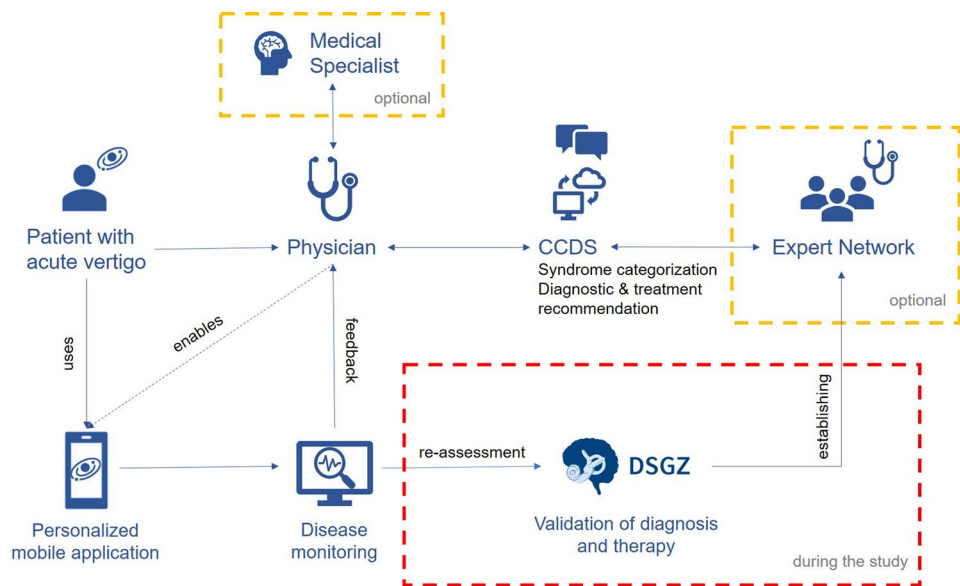 Medical
Specialist
optional
Patient with
acute vertigo
Physician
CCDS
Syndrome categorization
Diagnostic & treatment
recommendation
Expert Network
optional
uses
enables
feedback
establishing
re-assessment
DSGZ
Personalized
mobile application
Disease
monitoring
Validation of diagnosis
and therapy
during the study